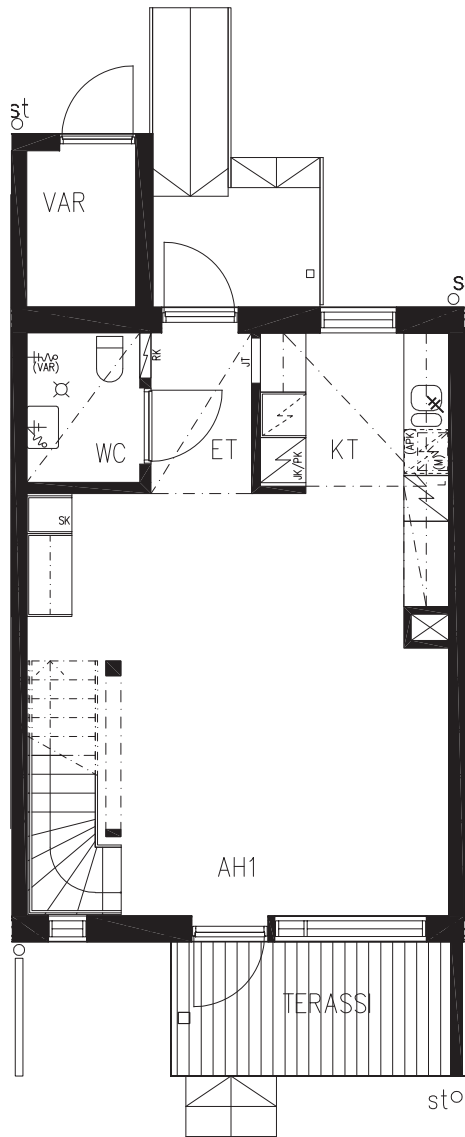 st
VAR
s
(VAR)
RK
JT
WC
ET
JK/PK
KT
(APK)
(M)
L
SK
AH1
TERASSI
st